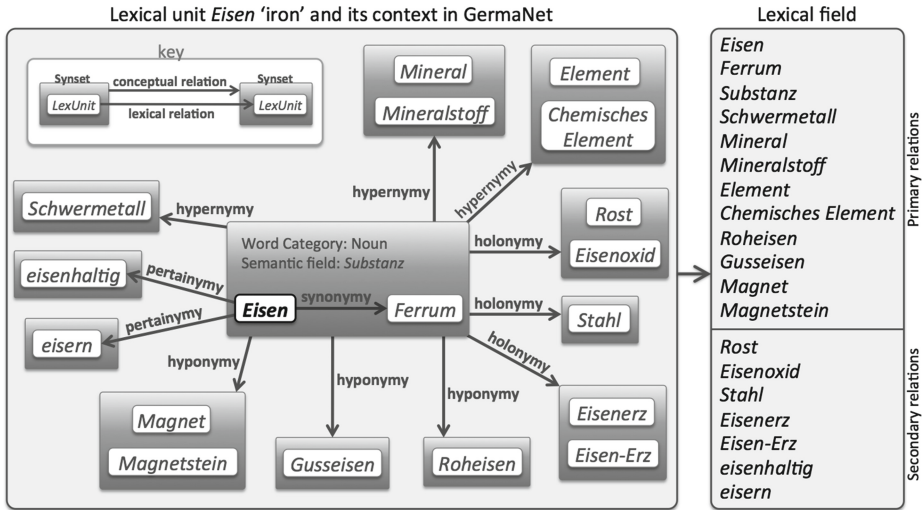 Lexical unit Eisen ‘iron’ and its context in GermaNet
key
Synset
LexUnit
conceptual relation
lexical relation
Synset
LexUnit
Mineral
Mineralstoff
Element
Chemisches
Element
hypernymy
hypernymy
Schwermetall
hypernymy
Word Category: Noun
Semantic field: Substanz
Eisen
synonymy
Ferrum
holonymy
Rost
Eisenoxid
eisenhaltig
pertainymy
holonymy
Stahl
eisern
pertainymy
holonymy
Eisenerz
Eisen-Erz
hyponymy
Magnet
Magnetstein
hyponymy
Gusseisen
hyponymy
Roheisen
Lexical field
Eisen
Ferrum
Substanz
Schwermetall
Mineral
Mineralstoff
Element
Chemisches Element
Roheisen
Gusseisen
Magnet
Magnetstein
Primary relations
Rost
Eisenoxid
Stahl
Eisenerz
Eisen-Erz
eisenhaltig
eisern
Secondary relations